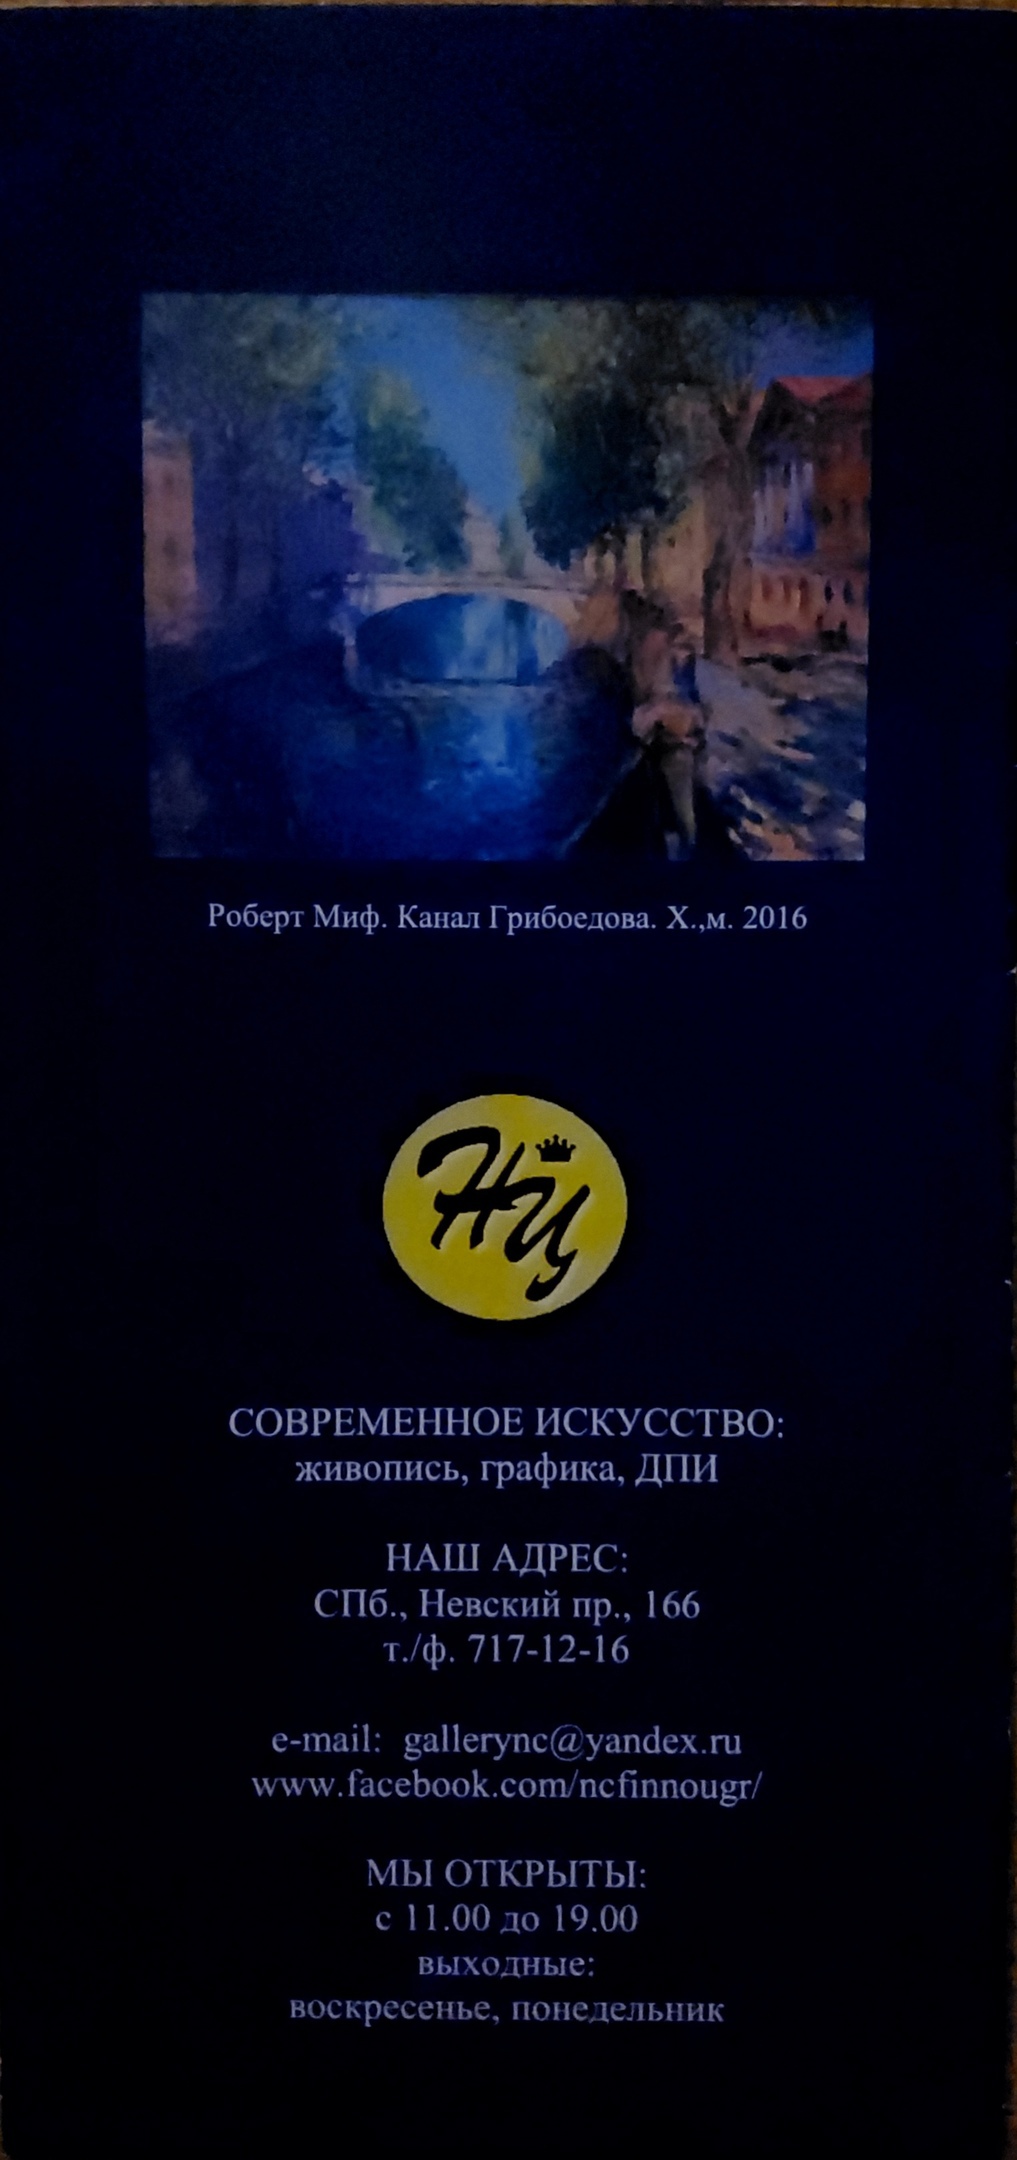 Роберт Миф. Канал Грибоедова. Х.,м. 2016
НЦ
СОВРЕМЕННОЕ ИСКУССТВО:
живопись, графика, ДПИ
НАШ АДРЕС:
СПб., Невский пр., 166
т./ф. 717-12-16
e-mail: gallerync@yandex.ru
www.facebook.com/ncfinnougr/
МЫ ОТКРЫТЫ:
с 11.00 до 19.00
выходные:
воскресенье, понедельник